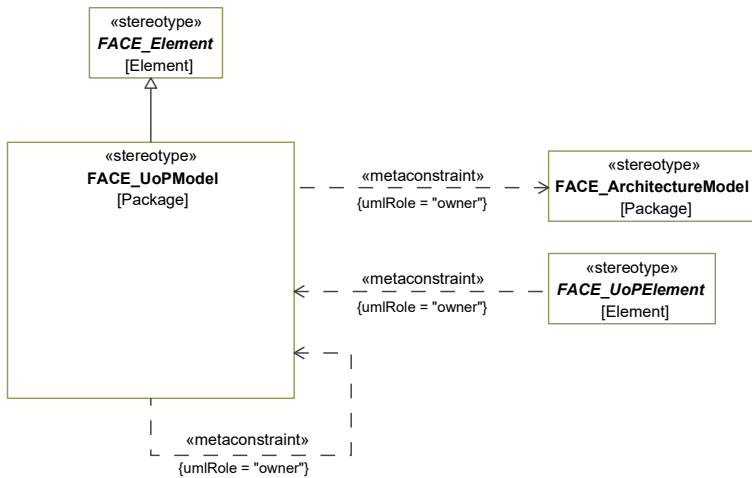 «stereotype»
FACE_Element
[Element]
«stereotype»
FACE_UoPModel
[Package]
«metaconstraint»
{umlRole = "owner"}
«stereotype»
FACE_ArchitectureModel
[Package]
«metaconstraint»
{umlRole = "owner"}
«stereotype»
FACE_UoPElement
[Element]
«metaconstraint»
{umlRole = "owner"}